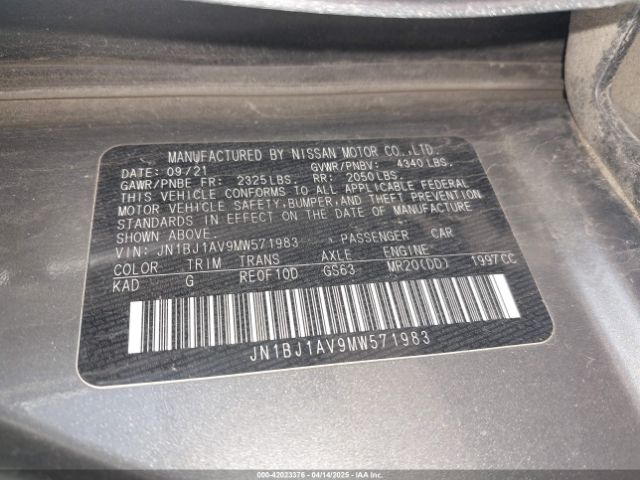 MANUFACTURED BY NISSAN MOTOR CO.,LTD.
DATE: 09/21 GVWR/PNBV: 4340 LBS.
GAWR/PNBE FR: 2325LBS. RR: 2050LBS.
THIS VEHICLE CONFORMS TO ALL APPLICABLE FEDERAL
MOTOR VEHICLE SAFETY,BUMPER,AND THEFT PREVENTION
STANDARDS IN EFFECT ON THE DATE OF MANUFACTURE
SHOWN ABOVE.
VIN: JN1BJ1AV9MW571983 PASSENGER CAR
COLOR TRIM TRANS AXLE ENGINE
KAD G RE0F10D GS63 MR20(DD) 1997CC
JN1BJ1AV9MW571983
000-42023376 | 04/14/2025 | IAAI.COM